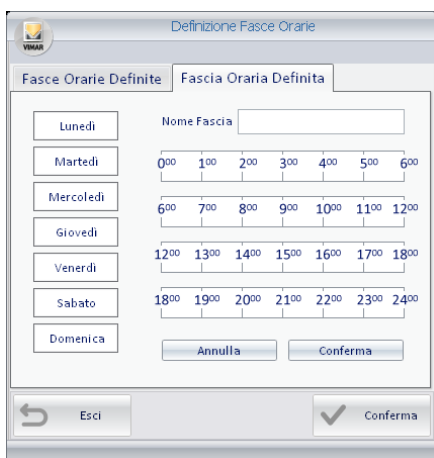 Definizione Fasce Orarie
VIMAR
Fasce Orarie Definite
Fascia Oraria Definita
Lunedì
Martedì
Mercoledì
Giovedì
Venerdì
Sabato
Domenica
Nome Fascia
0⁰⁰ 1⁰⁰ 2⁰⁰ 3⁰⁰ 4⁰⁰ 5⁰⁰ 6⁰⁰
6⁰⁰ 7⁰⁰ 8⁰⁰ 9⁰⁰ 10⁰⁰ 11⁰⁰ 12⁰⁰
12⁰⁰ 13⁰⁰ 14⁰⁰ 15⁰⁰ 16⁰⁰ 17⁰⁰ 18⁰⁰
18⁰⁰ 19⁰⁰ 20⁰⁰ 21⁰⁰ 22⁰⁰ 23⁰⁰ 24⁰⁰
Annulla
Conferma
Esci
Conferma